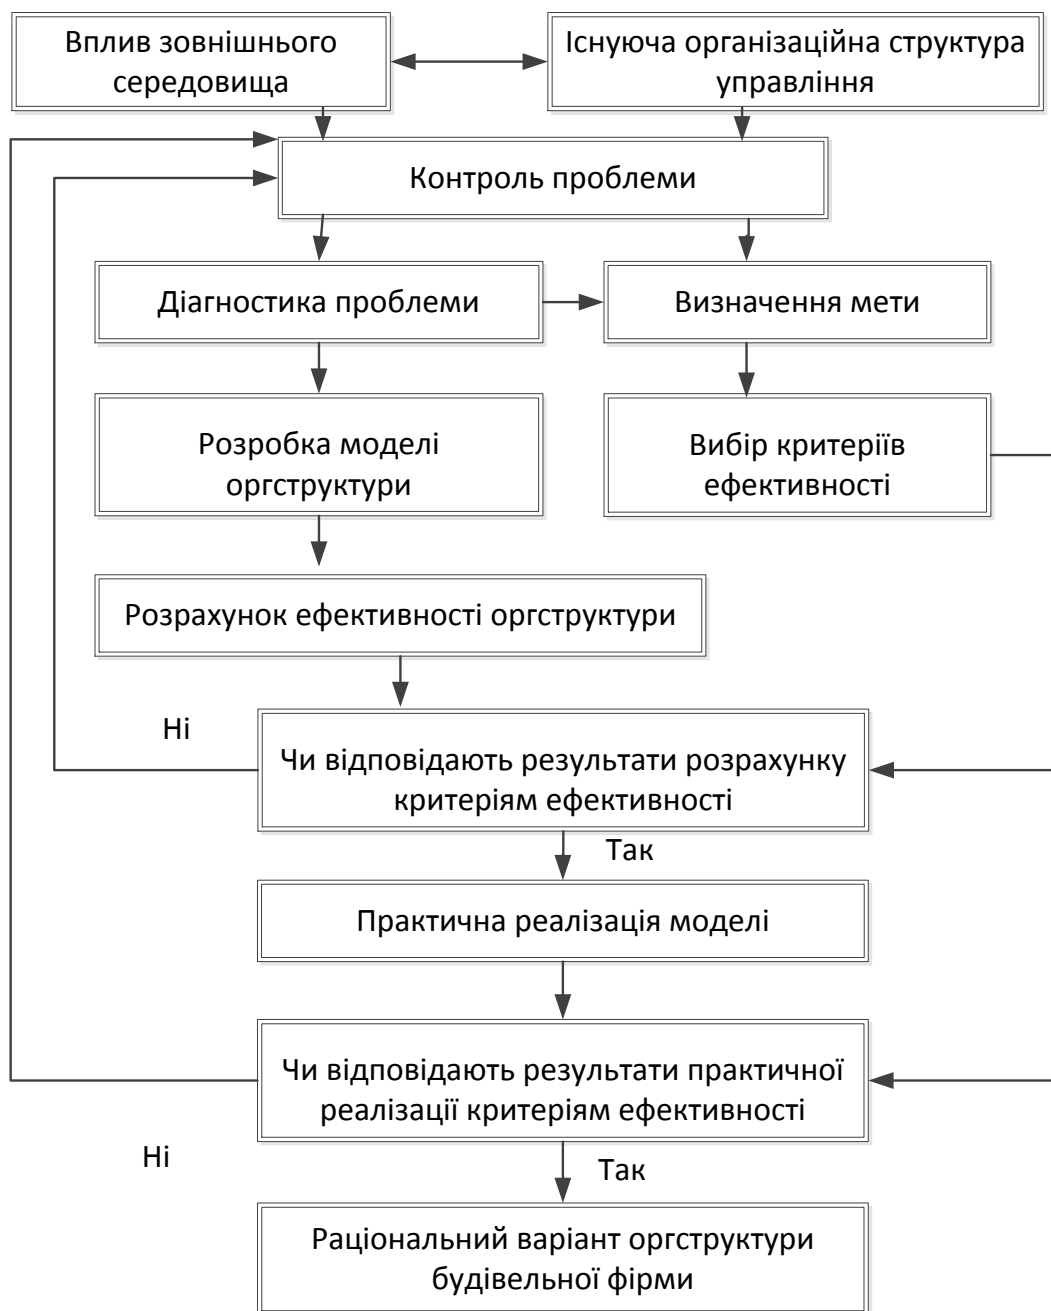 Вплив зовнішнього
середовища
Існуюча організаційна структура
управління
Контроль проблеми
Діагностика проблеми
Визначення мети
Розробка моделі
оргструктури
Вибір критеріїв
ефективності
Розрахунок ефективності оргструктури
Ні
Чи відповідають результати розрахунку
критеріям ефективності
Так
Практична реалізація моделі
Чи відповідають результати практичної
реалізації критеріям ефективності
Ні
Так
Раціональний варіант оргструктури
будівельної фірми